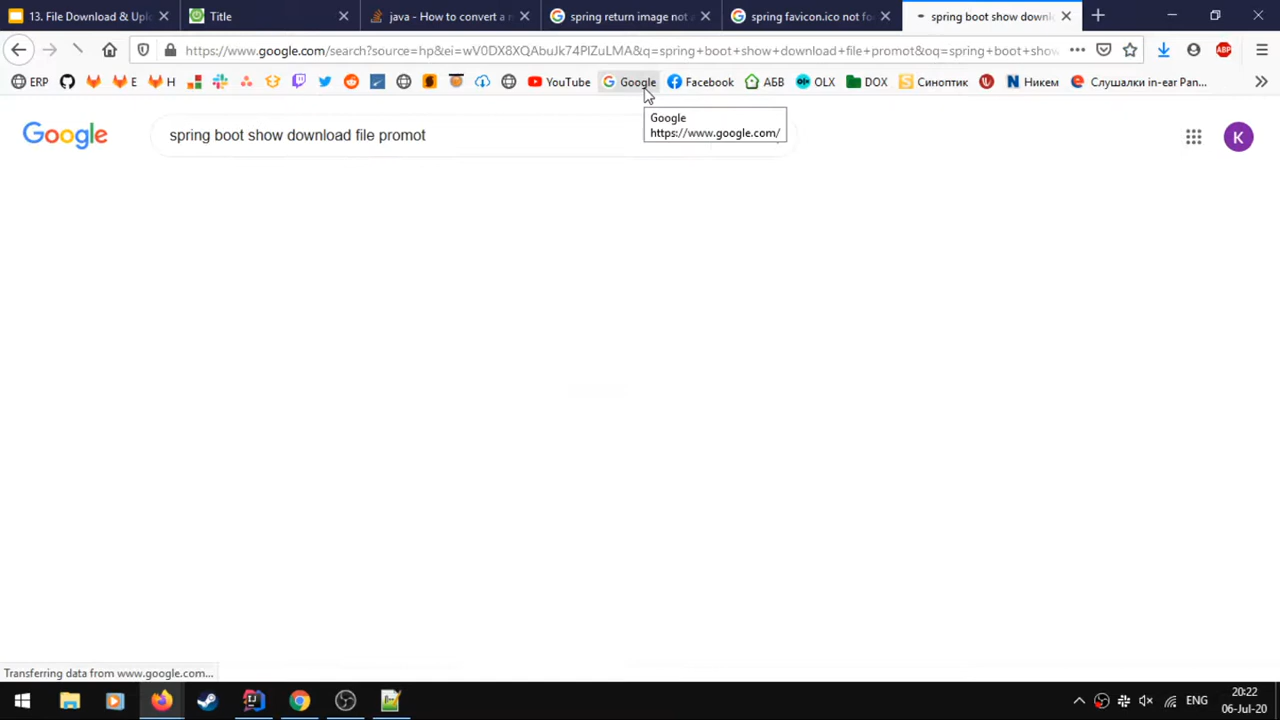 13. File Download & Uplo
Title
java - How to convert a r
spring return image not a
spring favicon.ico not fo
spring boot show downl
https://www.google.com/search?source=hp&ei=wV0DX8XQAbuJk74PIZuLMA&q=spring+boot+show+download+file+promot&oq=spring+boot+show
ERP
E
H
YouTube
Google
Facebook
АБВ
OLX
DOX
Синоптик
Никем
Слушалки in-ear Pan...
Google
https://www.google.com/
Google
spring boot show download file promot
K
Transferring data from www.google.com...
ABP
ENG
20:22
06-Jul-20